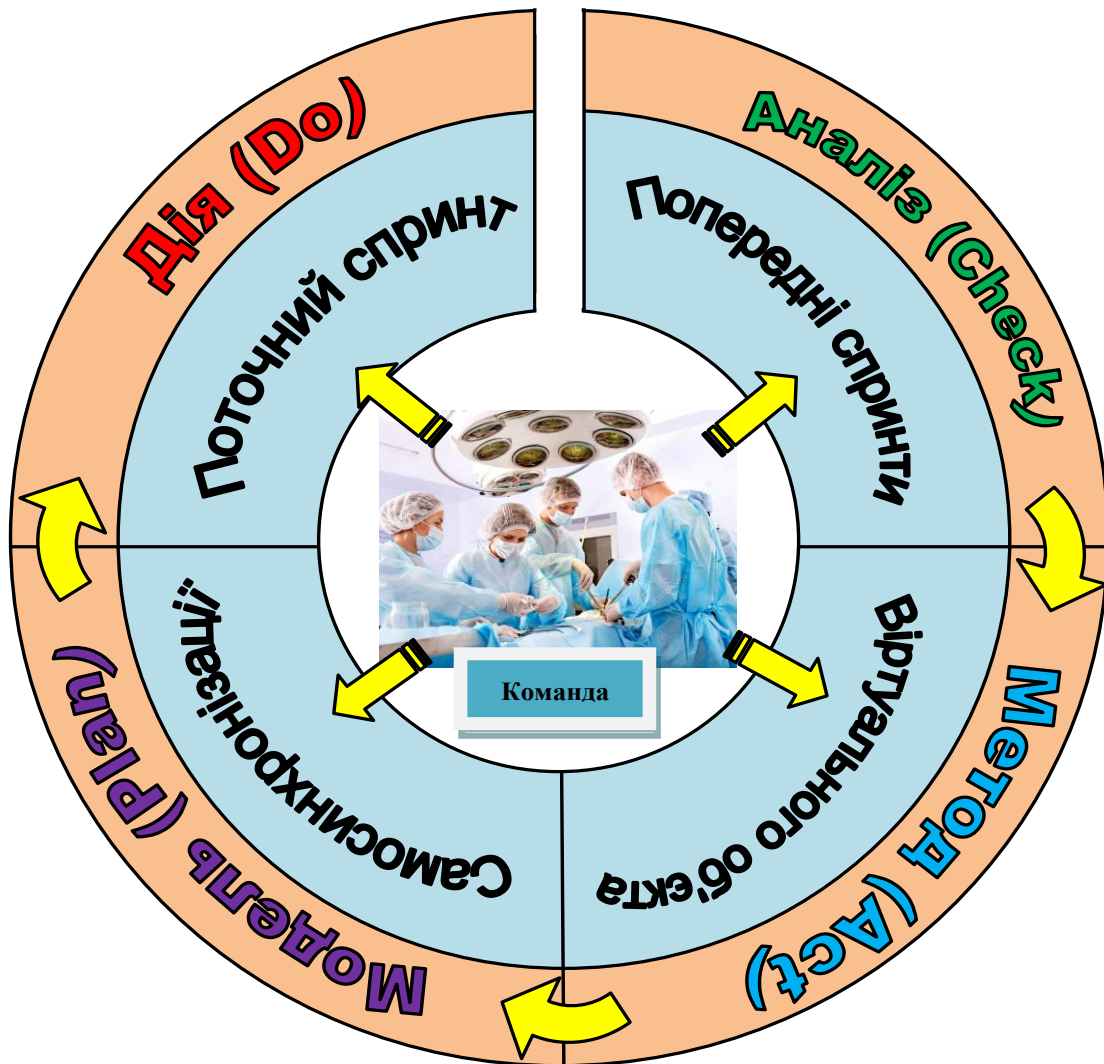 Дія (Do)
Поточний спринт
Аналіз (Check)
Попередні спринти
Метод (Act)
Віртуального об'єкта
Модель (Plan)
Самосинхронізації
Команда